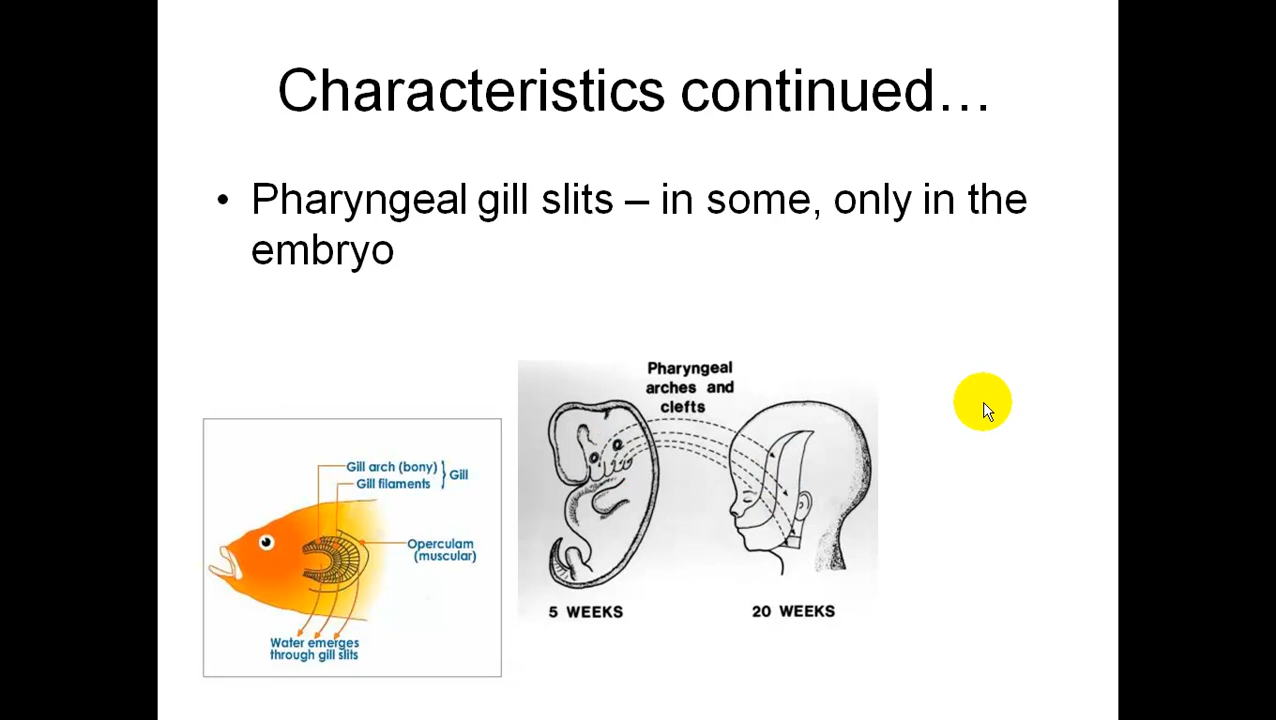 Characteristics continued…
• Pharyngeal gill slits – in some, only in the
embryo
Pharyngeal
arches and
clefts
5 WEEKS
20 WEEKS
Gill arch (bony)
Gill filaments
Gill
Operculam
(muscular)
Water emerges
through gill slits